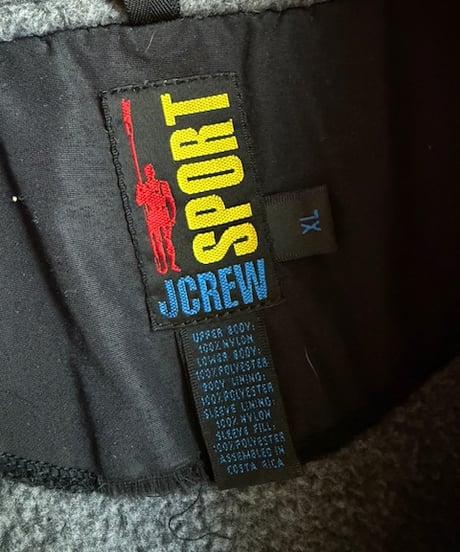 SPORT
JCREW
XL
UPPER BODY:
100%NYLON
LOWER BODY:
100%POLYESTER
BODY LINING:
100%POLYESTER
SLEEVE LINING:
100% NYLON
SLEEVE FILL:
100%POLYESTER
ASSEMBLED IN
COSTA RICA